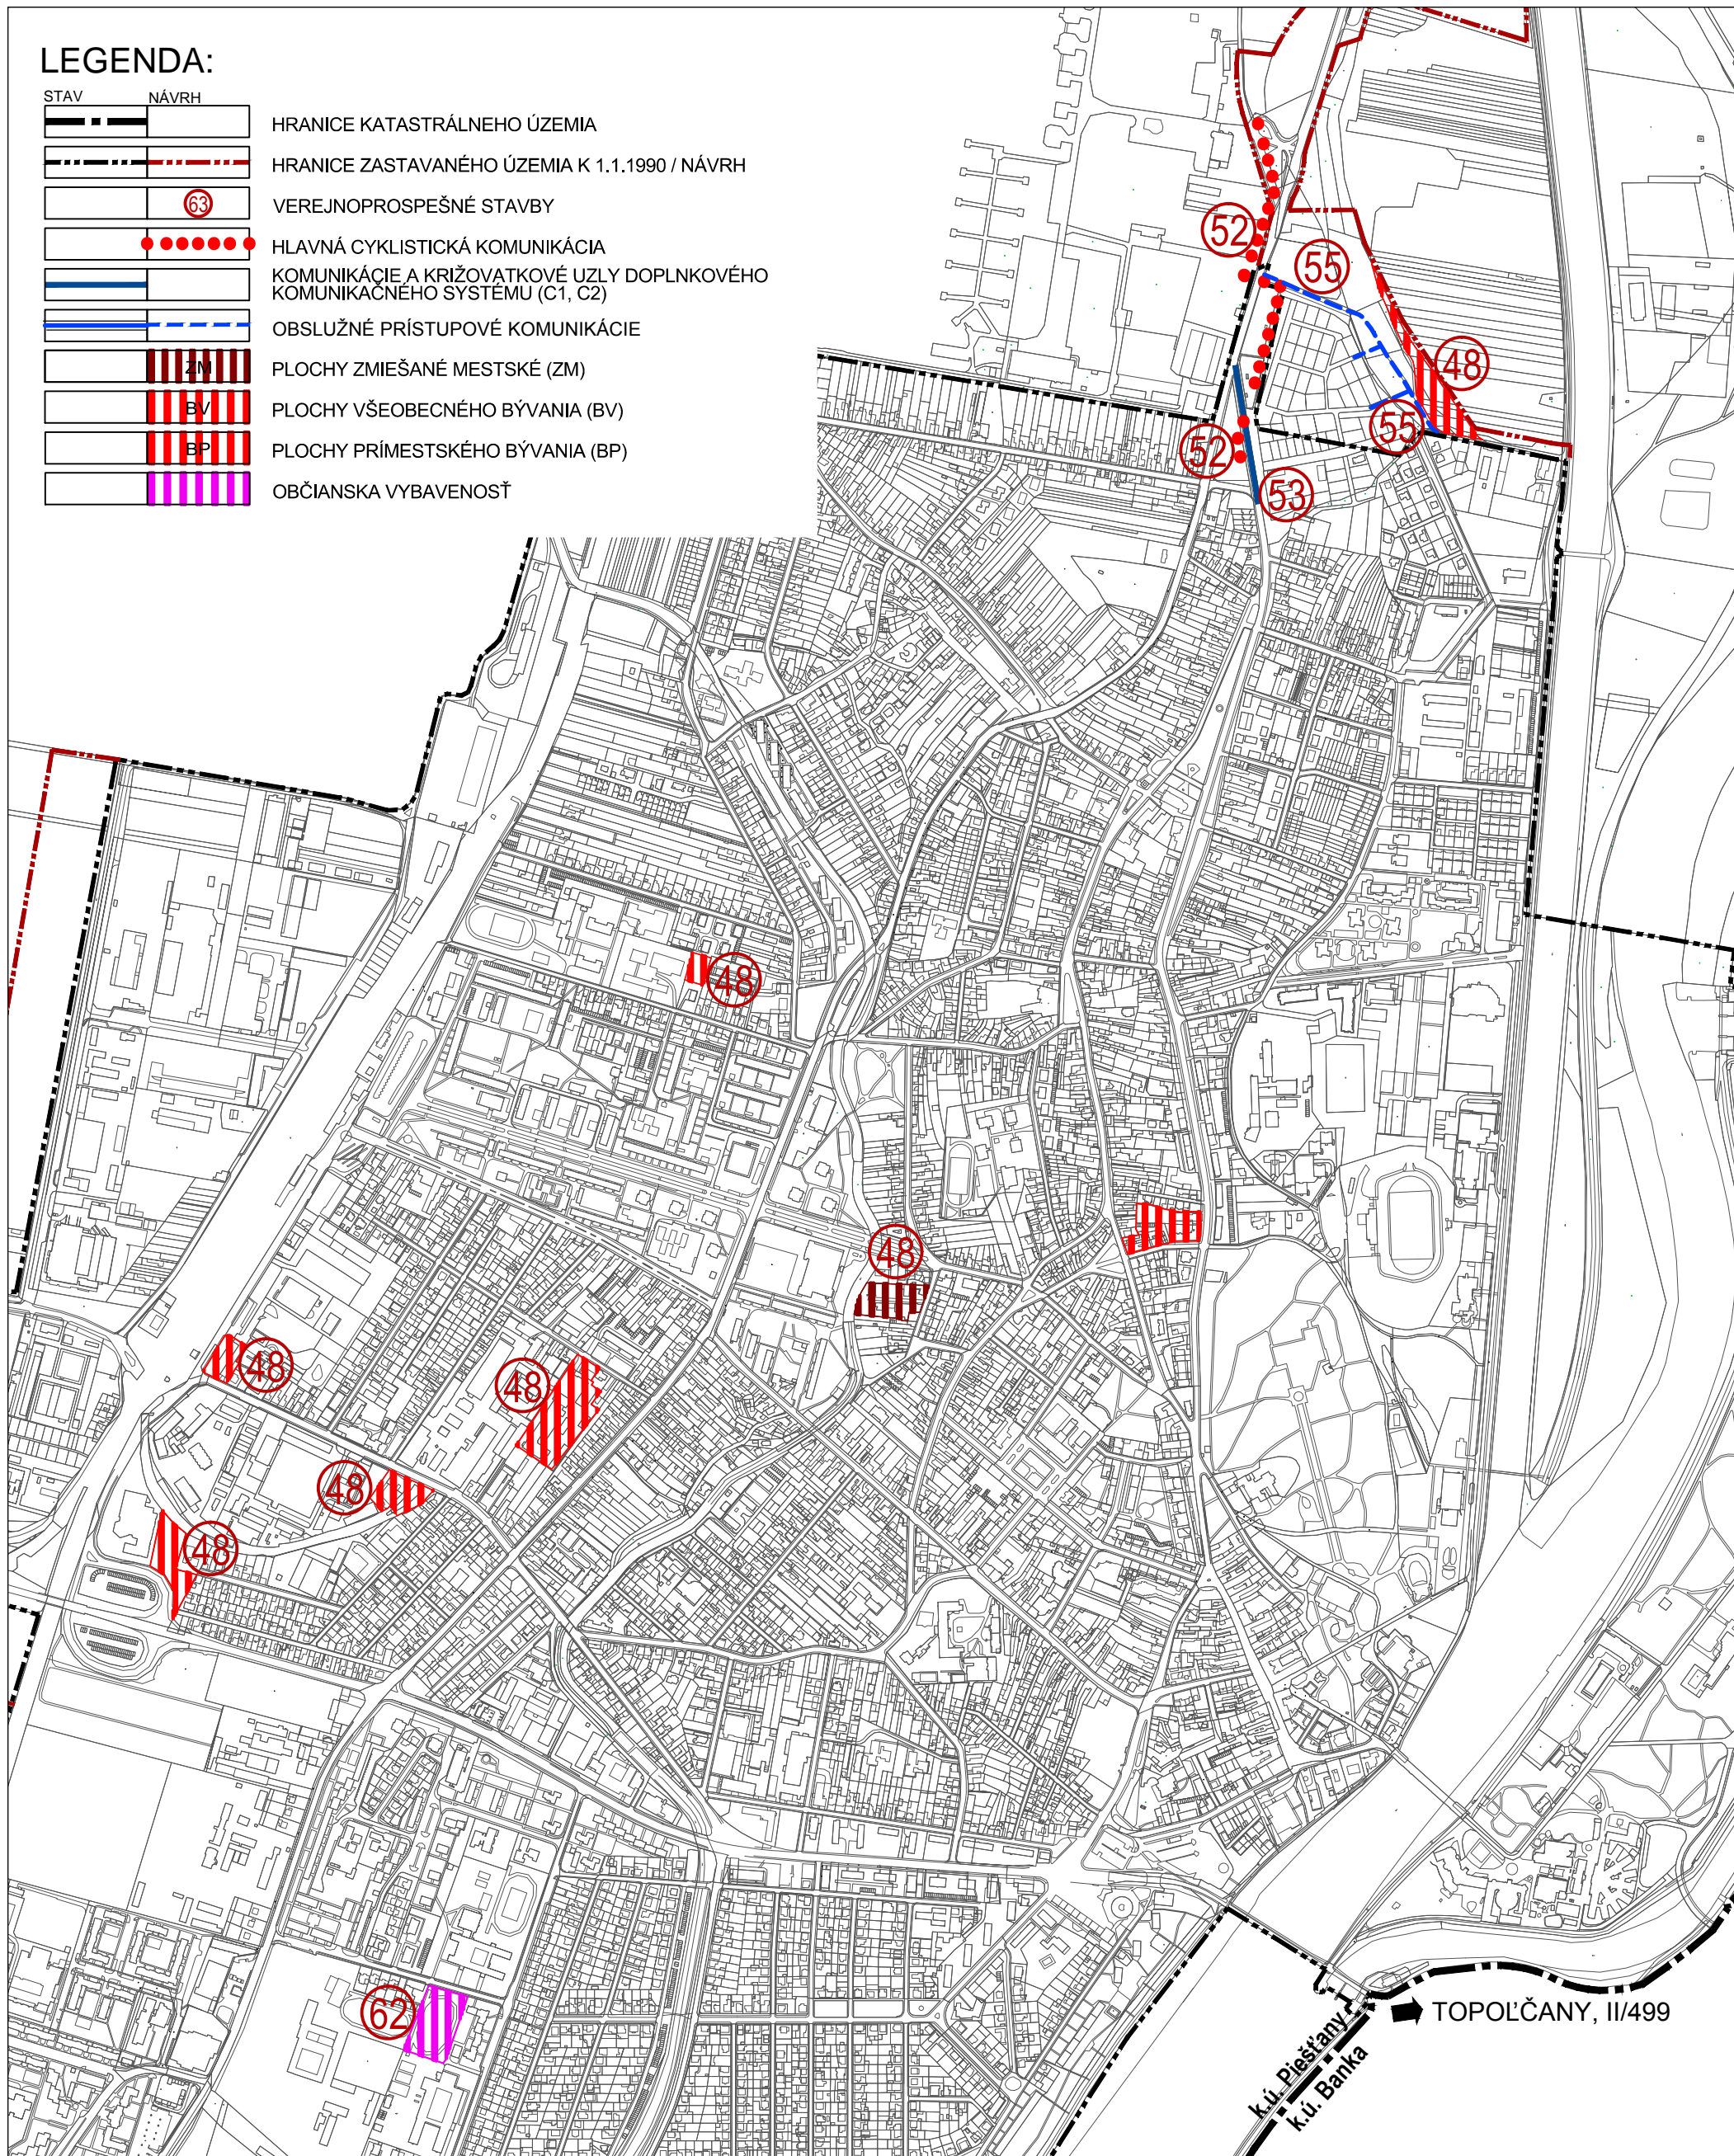 LEGENDA:
STAV NÁVRH
HRANICE KATASTRÁLNEHO ÚZEMIA
HRANICE ZASTAVANÉHO ÚZEMIA K 1.1.1990 / NÁVRH
63 VEREJNOPROSPEŠNÉ STAVBY
HLAVNÁ CYKLISTICKÁ KOMUNIKÁCIA
KOMUNIKÁCIE A KRIŽOVATKOVÉ UZLY DOPLNKOVÉHO
KOMUNIKAČNÉHO SYSTÉMU (C1, C2)
OBSLUŽNÉ PRÍSTUPOVÉ KOMUNIKÁCIE
ZM PLOCHY ZMIEŠANÉ MESTSKÉ (ZM)
BV PLOCHY VŠEOBECNÉHO BÝVANIA (BV)
BP PLOCHY PRÍMESTSKÉHO BÝVANIA (BP)
OBČIANSKA VYBAVENOSŤ
52
55
48
55
52
53
48
48
48
48
48
48
62
TOPOĽČANY, II/499
k.ú. Piešťany
k.ú. Banka